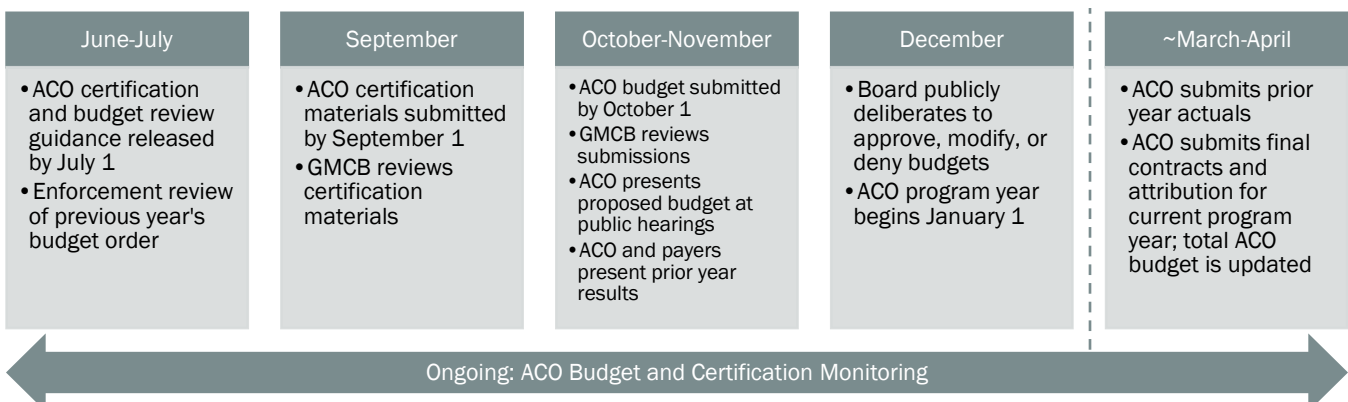 June-July
• ACO certification
and budget review
guidance released
by July 1
• Enforcement review
of previous year's
budget order
September
• ACO certification
materials submitted
by September 1
• GMCB reviews
certification
materials
October-November
• ACO budget submitted
by October 1
• GMCB reviews
submissions
• ACO presents
proposed budget at
public hearings
• ACO and payers
present prior year
results
December
• Board publicly
deliberates to
approve, modify, or
deny budgets
• ACO program year
begins January 1
~March-April
• ACO submits prior
year actuals
• ACO submits final
contracts and
attribution for
current program
year; total ACO
budget is updated
Ongoing: ACO Budget and Certification Monitoring